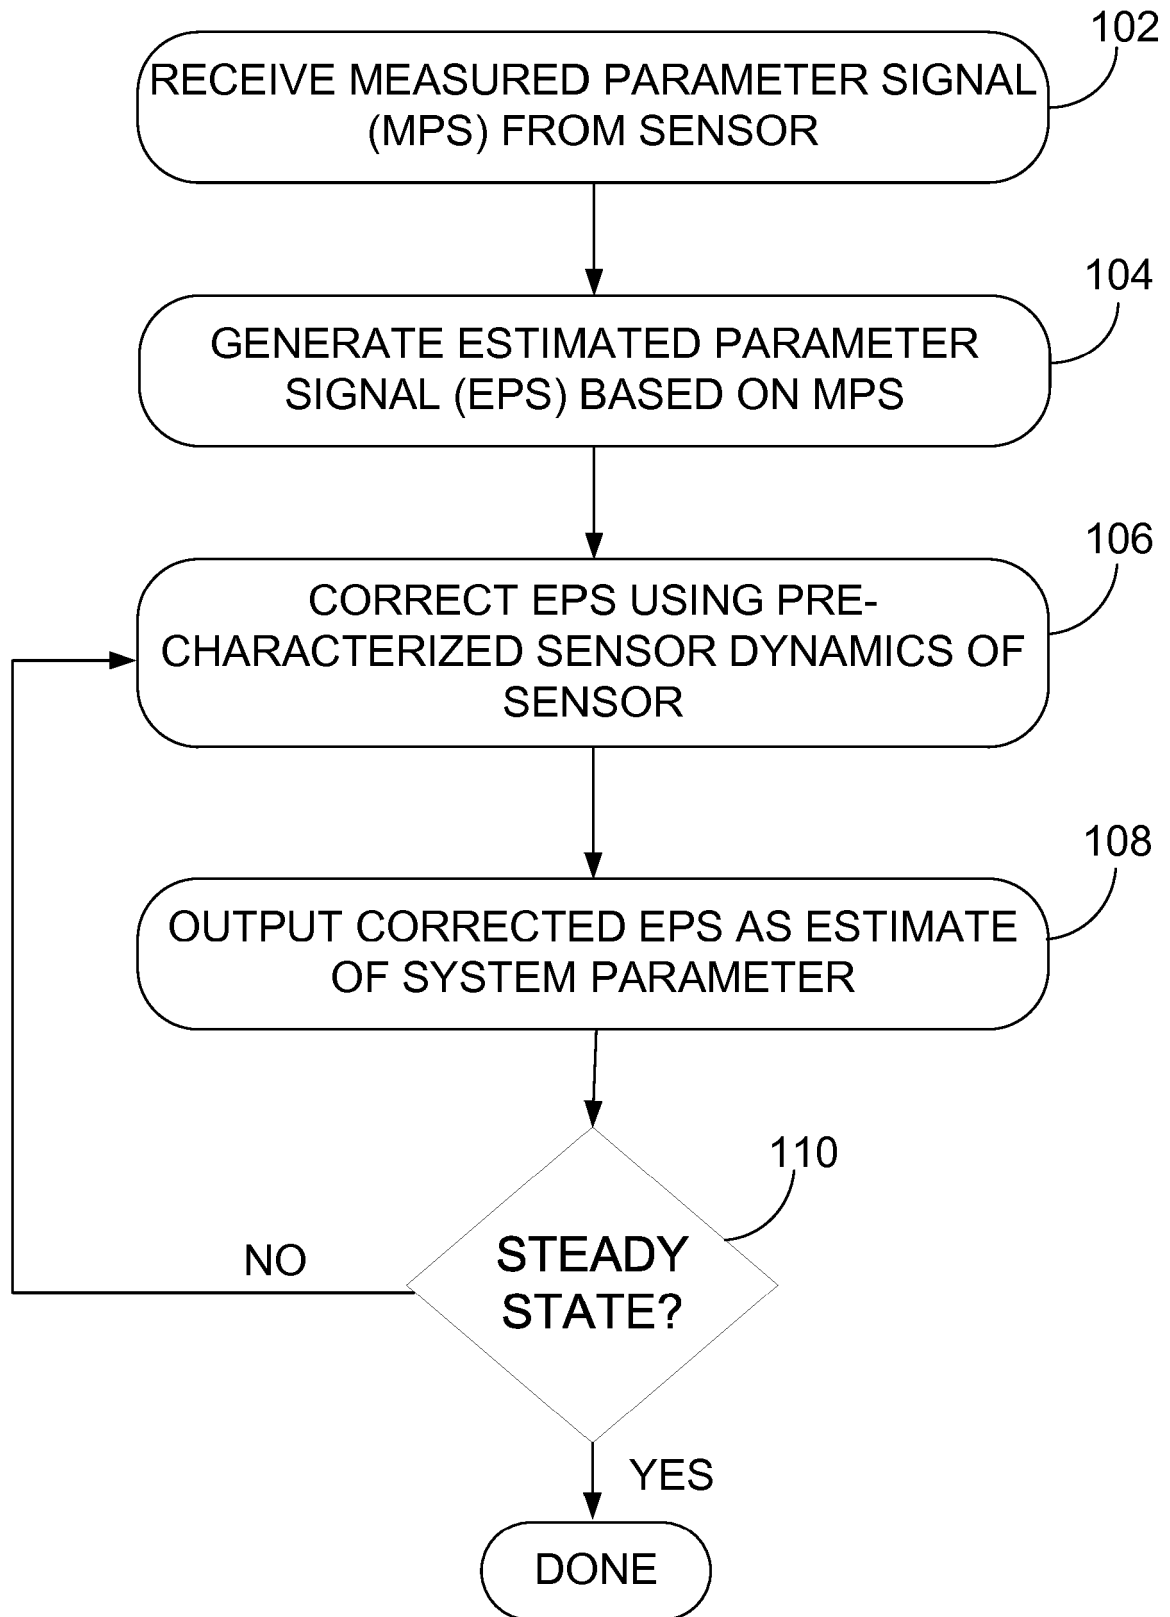 102
RECEIVE MEASURED PARAMETER SIGNAL
(MPS) FROM SENSOR
104
GENERATE ESTIMATED PARAMETER
SIGNAL (EPS) BASED ON MPS
106
CORRECT EPS USING PRE-
CHARACTERIZED SENSOR DYNAMICS OF
SENSOR
108
OUTPUT CORRECTED EPS AS ESTIMATE
OF SYSTEM PARAMETER
110
STEADY
STATE?
NO
YES
DONE